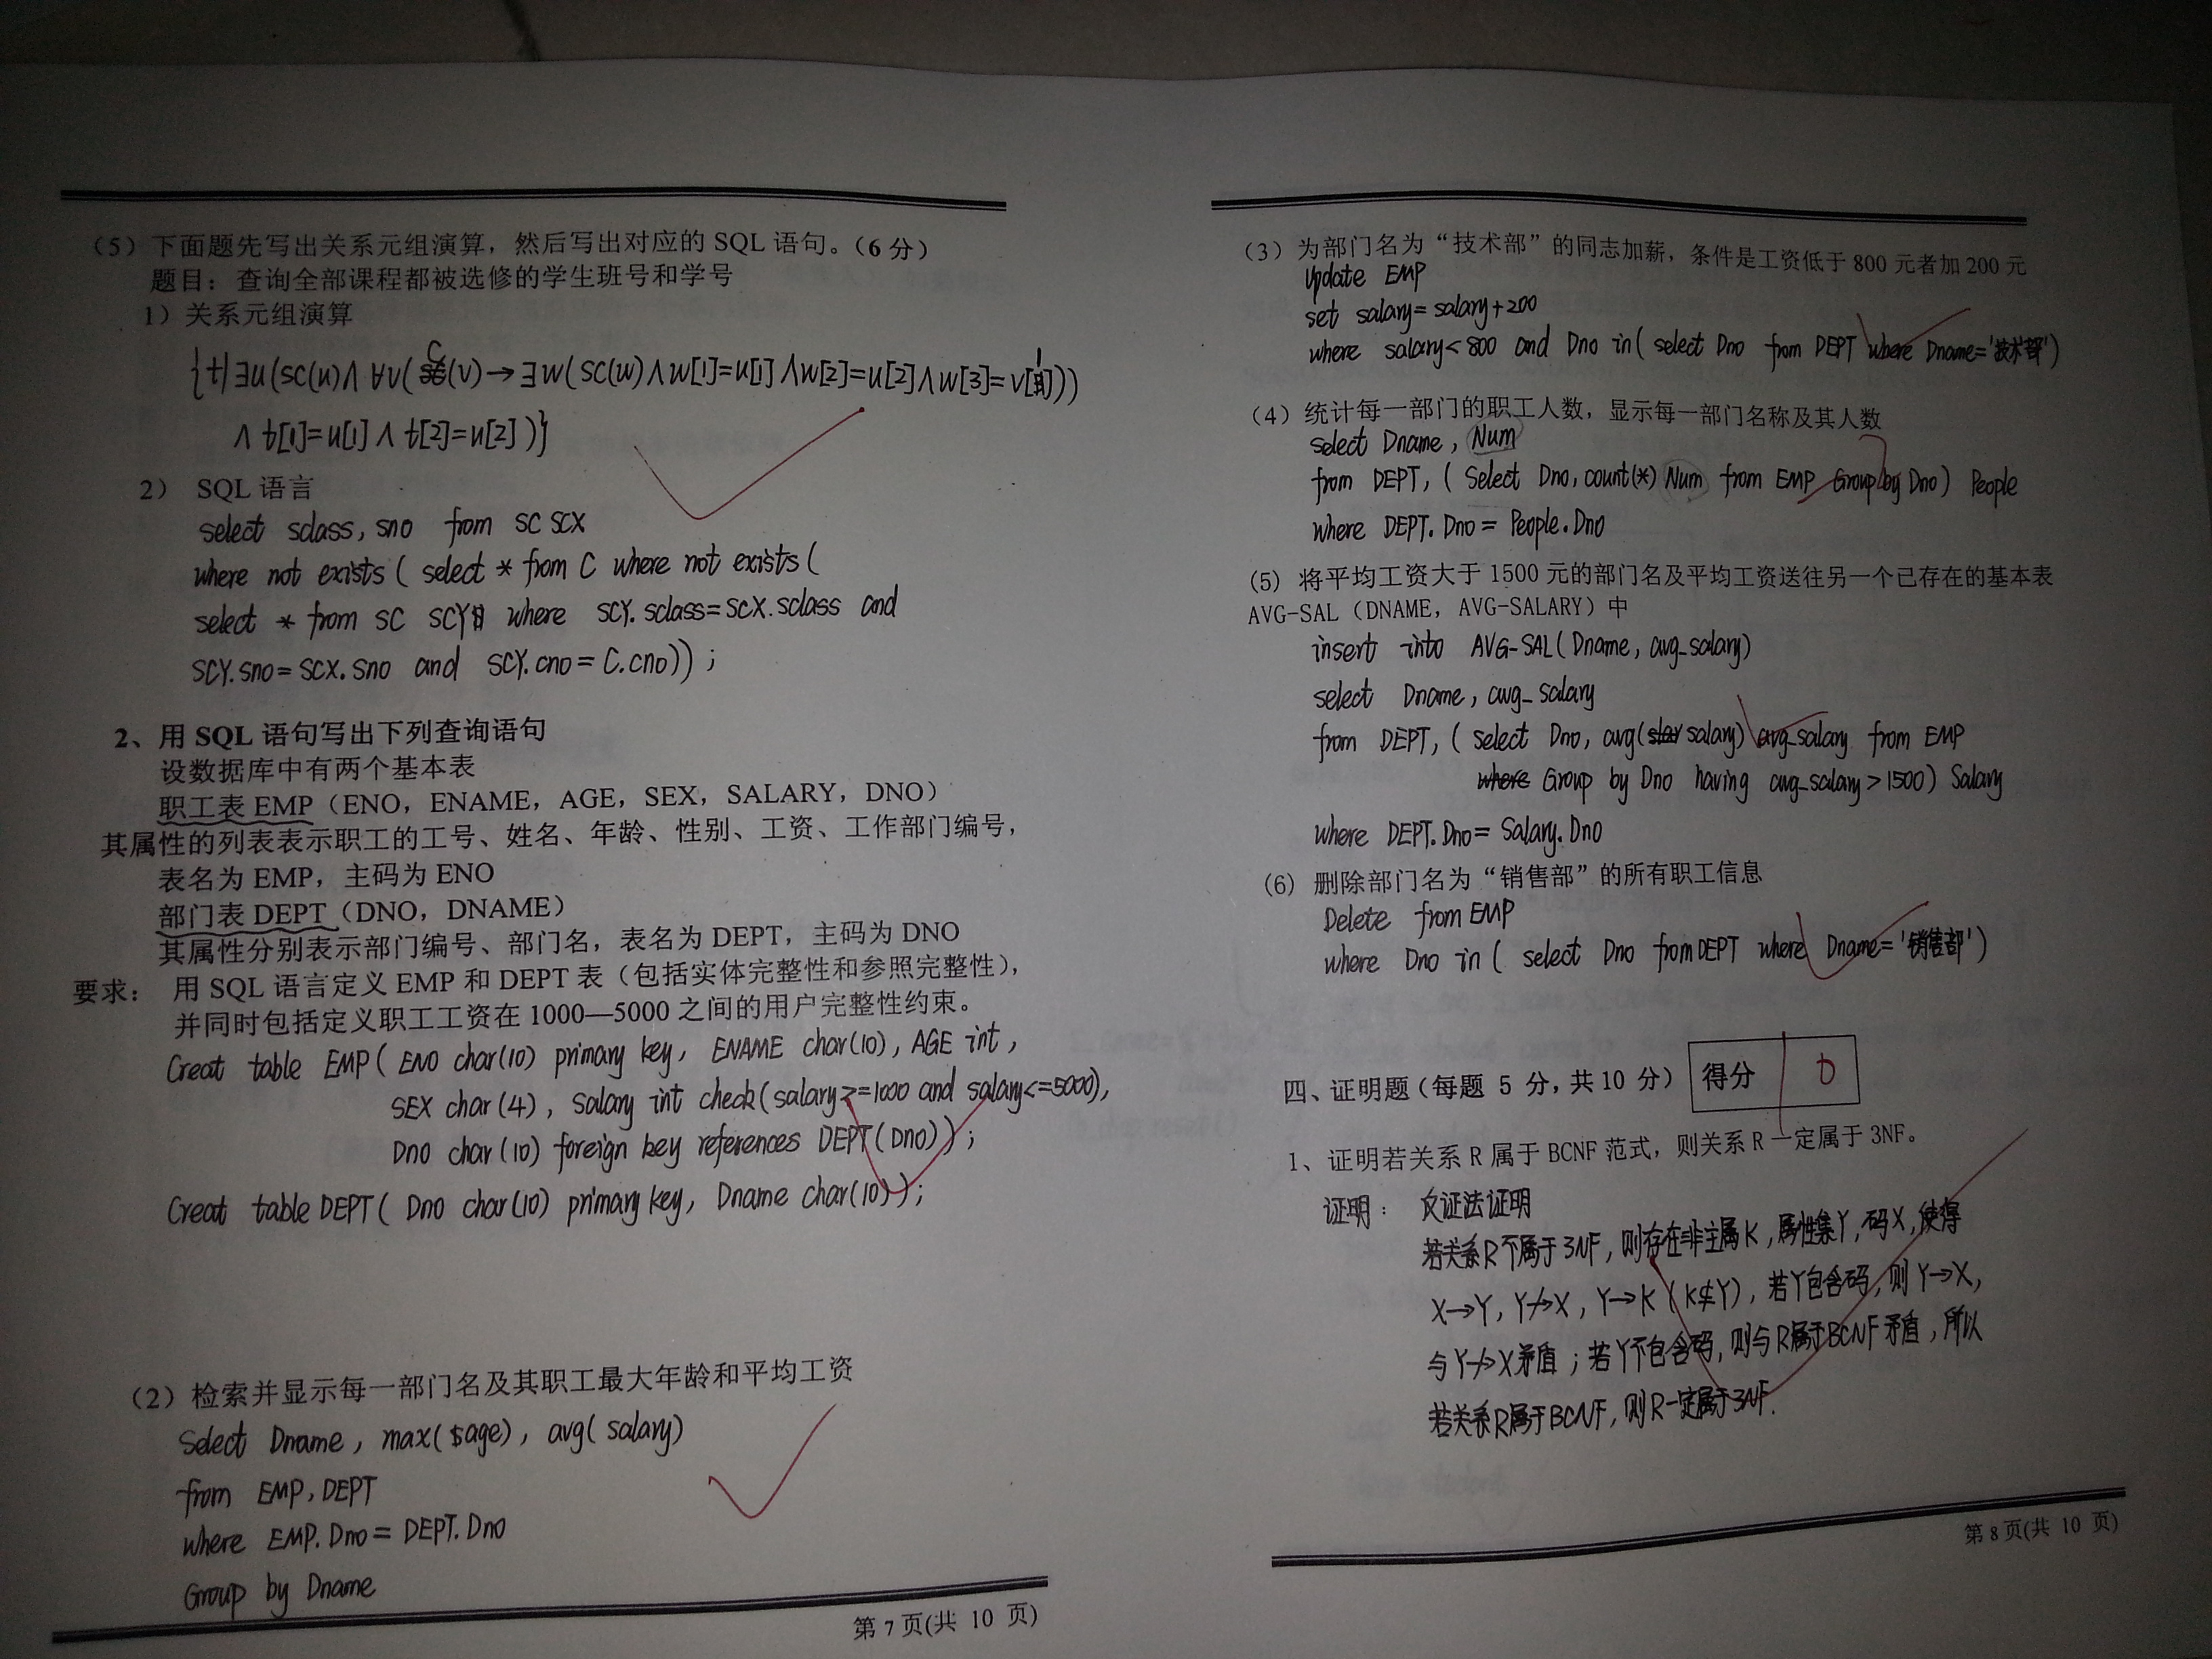 （5）下面题先写出关系元组演算，然后写出对应的 SQL 语句。（6 分）
题目：查询全部课程都被选修的学生班号和学号
1）关系元组演算
{t|∃u(SC(u)∧∀v(C(v)→∃w(SC(w)∧w[1]=u[1]∧w[2]=u[2]∧w[3]=v[1]))
∧t[1]=u[1]∧t[2]=u[2])}
2） SQL 语言
select sclass, sno from SC SCX
where not exists ( select * from C where not exists (
select * from SC SCY where SCY.sclass=SCX.sclass and
SCY.sno=SCX.sno and SCY.cno=C.cno)) ;
2、用 SQL 语句写出下列查询语句
设数据库中有两个基本表
职工表 EMP（ENO，ENAME，AGE，SEX，SALARY，DNO）
其属性的列表表示职工的工号、姓名、年龄、性别、工资、工作部门编号，
表名为 EMP，主码为 ENO
部门表 DEPT（DNO，DNAME）
其属性分别表示部门编号、部门名，表名为 DEPT，主码为 DNO
要求： 用 SQL 语言定义 EMP 和 DEPT 表（包括实体完整性和参照完整性），
并同时包括定义职工工资在 1000—5000 之间的用户完整性约束。
Creat table EMP( ENO char(10) primary key, ENAME char(10), AGE int,
SEX char(4), Salary int check(salary>=1000 and salary<=5000),
Dno char(10) foreign key references DEPT(Dno));
Creat table DEPT( Dno char(10) primary key, Dname char(10));
（2）检索并显示每一部门名及其职工最大年龄和平均工资
Select Dname, max(age), avg(salary)
from EMP, DEPT
where EMP.Dno = DEPT.Dno
Group by Dname
第 7 页(共 10 页)
（3）为部门名为“技术部”的同志加薪，条件是工资低于 800 元者加 200 元
Update EMP
set salary=salary+200
where salary<800 and Dno in( select Dno from DEPT where Dname='技术部')
（4）统计每一部门的职工人数，显示每一部门名称及其人数
select Dname, Num
from DEPT, ( Select Dno, count(*) Num from EMP Group by Dno) People
where DEPT.Dno = People.Dno
（5）将平均工资大于 1500 元的部门名及平均工资送往另一个已存在的基本表
AVG-SAL（DNAME，AVG-SALARY）中
insert into AVG-SAL(Dname, avg_salary)
select Dname, avg_salary
from DEPT, ( select Dno, avg(salary) avg_salary from EMP
Group by Dno having avg_salary>1500) Salary
where DEPT.Dno = Salary.Dno
（6）删除部门名为“销售部”的所有职工信息
Delete from EMP
where Dno in ( select Dno from DEPT where Dname='销售部')
四、证明题（每题 5 分，共 10 分） 得分 10
1、证明若关系 R 属于 BCNF 范式，则关系 R 一定属于 3NF。
证明： 反证法证明
若关系R不属于3NF，则存在非主属K，属性集Y，码X，使得
X→Y, Y↛X, Y→K (K⊈Y)，若Y包含码，则 Y→X，
与Y↛X矛盾；若Y不包含码，则与R属于BCNF矛盾，所以
若关系R属于BCNF，则R一定属于3NF.
第 8 页(共 10 页)